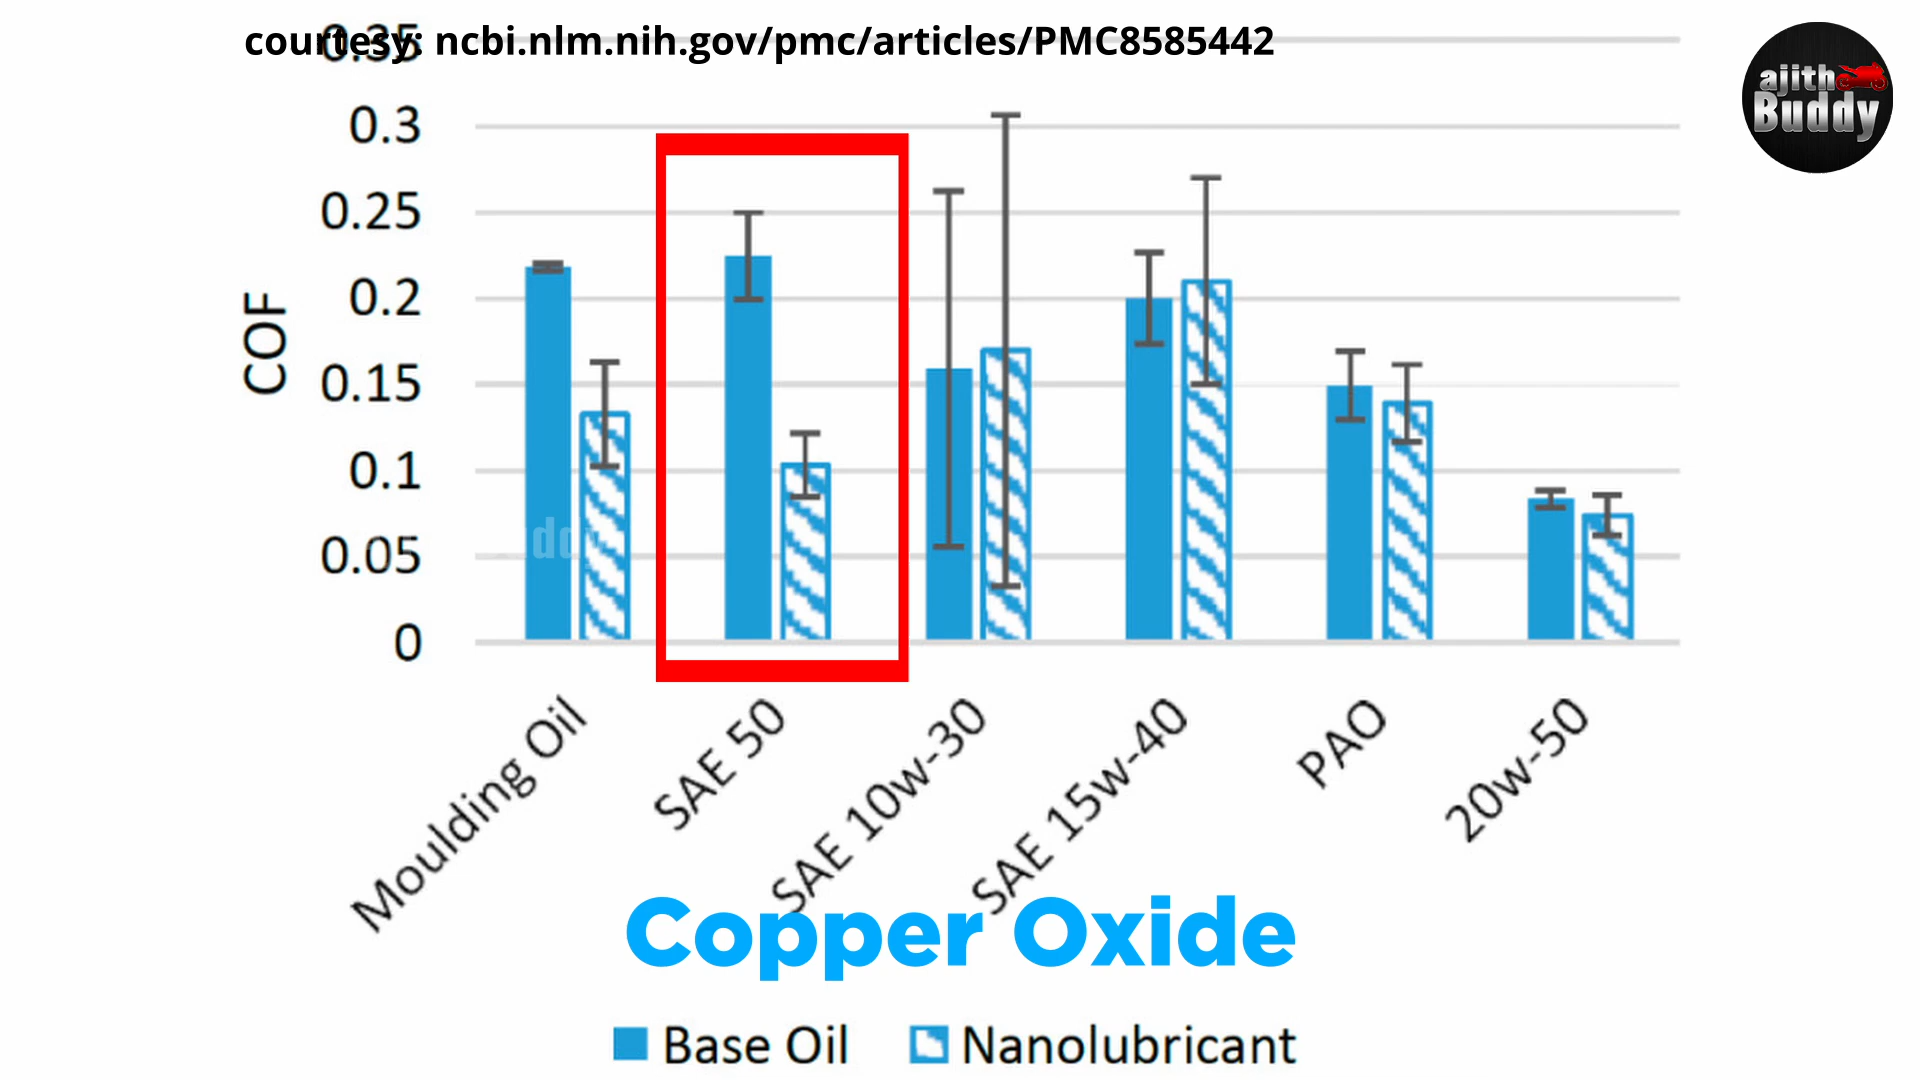 courtesy: ncbi.nlm.nih.gov/pmc/articles/PMC8585442
ajith
Buddy
0.35
0.3
0.25
0.2
0.15
0.1
0.05
0
COF
Moulding Oil
SAE 50
SAE 10w-30
SAE 15w-40
PAO
20w-50
Copper Oxide
Base Oil
Nanolubricant